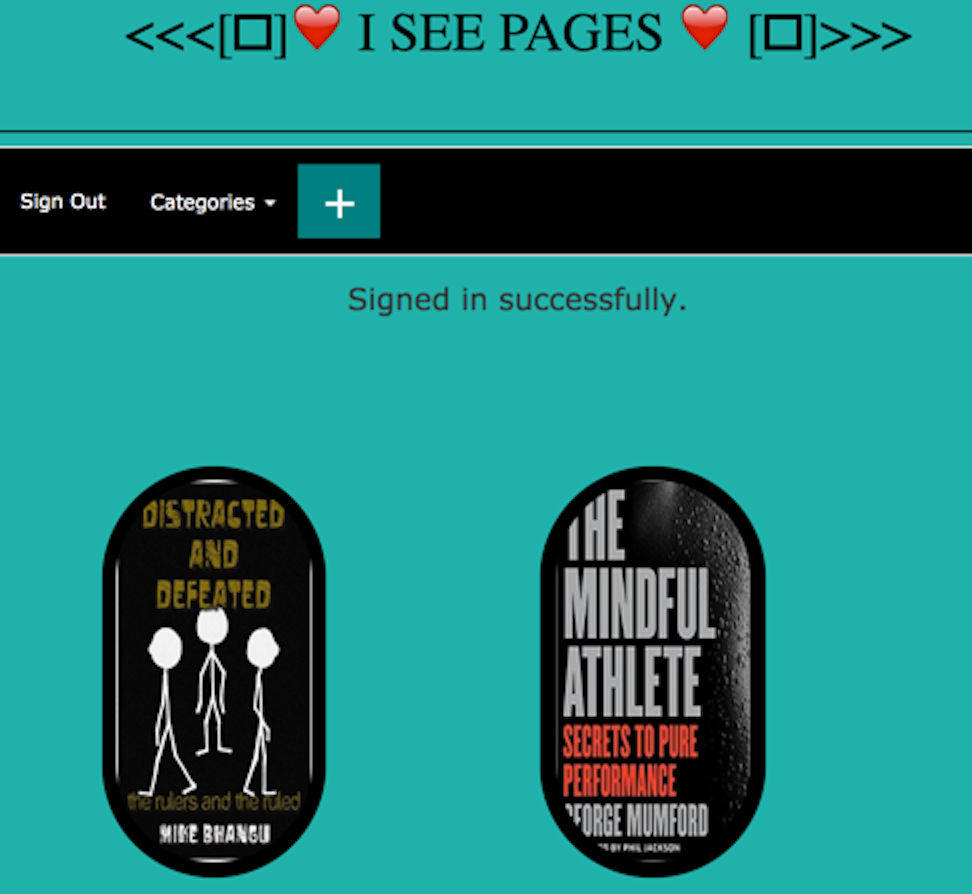 <<<[□]❤️ I SEE PAGES ❤️ [□]>>>
Sign Out Categories +
Signed in successfully.
DISTRACTED
AND
DEFEATED
the rulers and the ruled
MIKE BHANGU
THE
MINDFUL
ATHLETE
SECRETS TO PURE
PERFORMANCE
GEORGE MUMFORD
BY PHIL JACKSON